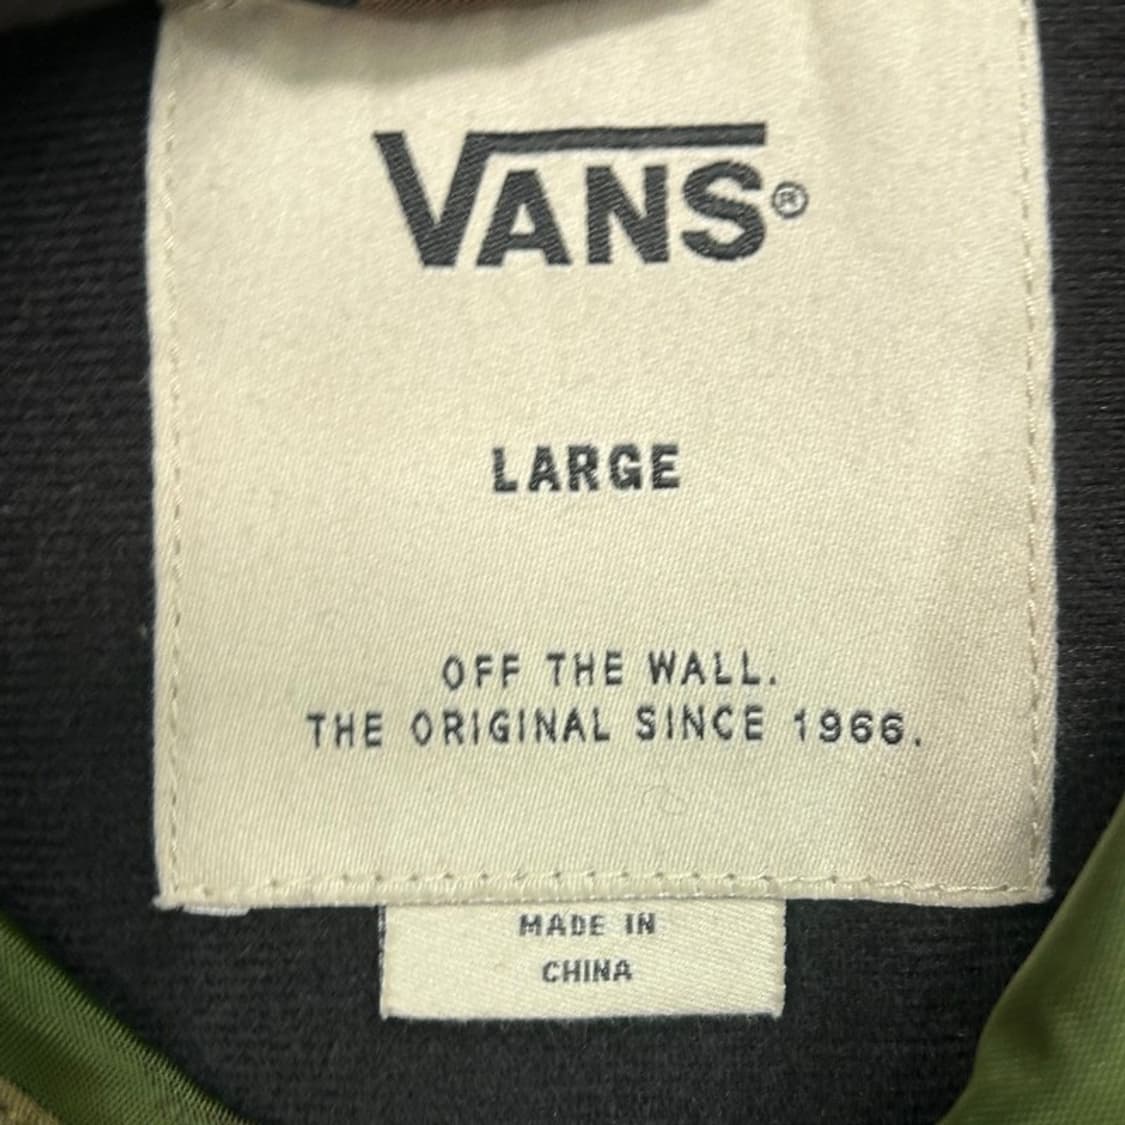 VANS®
LARGE
OFF THE WALL.
THE ORIGINAL SINCE 1966.
MADE IN
CHINA